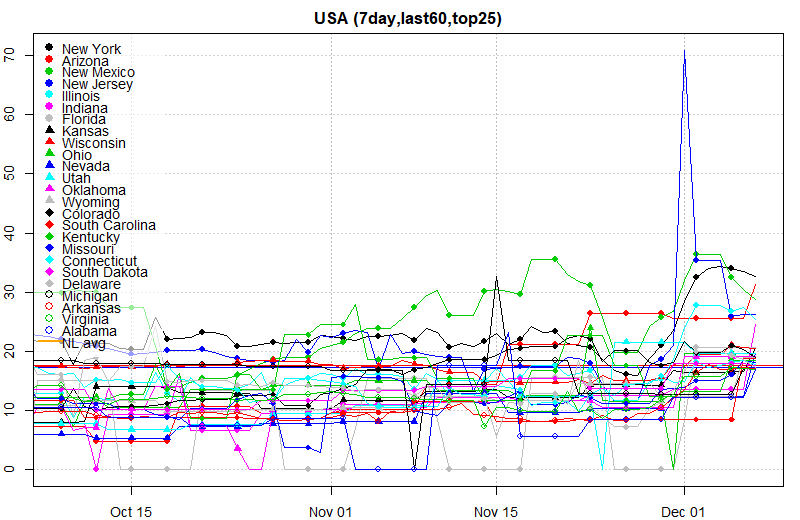 USA (7day,last60,top25)
70
60
50
40
30
20
10
0
New York
Arizona
New Mexico
New Jersey
Illinois
Indiana
Florida
Kansas
Wisconsin
Ohio
Nevada
Utah
Oklahoma
Wyoming
Colorado
South Carolina
Kentucky
Missouri
Connecticut
South Dakota
Delaware
Michigan
Arkansas
Virginia
Alabama
NL avg
Oct 15
Nov 01
Nov 15
Dec 01